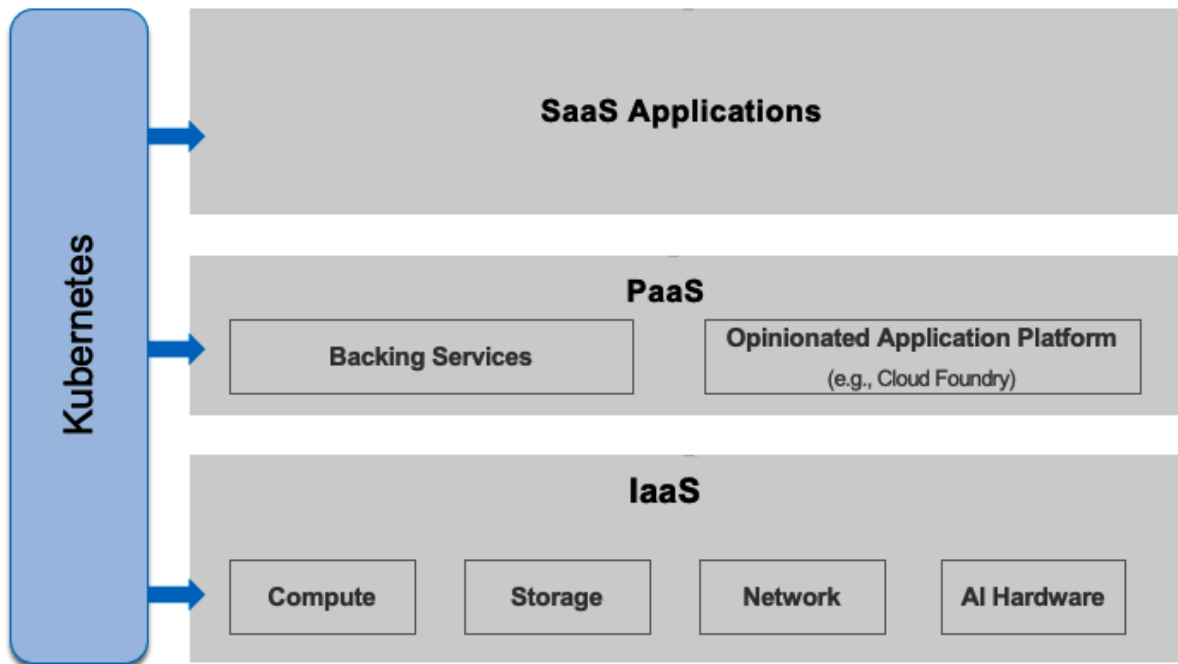 Kubernetes
SaaS Applications
PaaS
Backing Services
Opinionated Application Platform
(e.g., Cloud Foundry)
IaaS
Compute
Storage
Network
AI Hardware